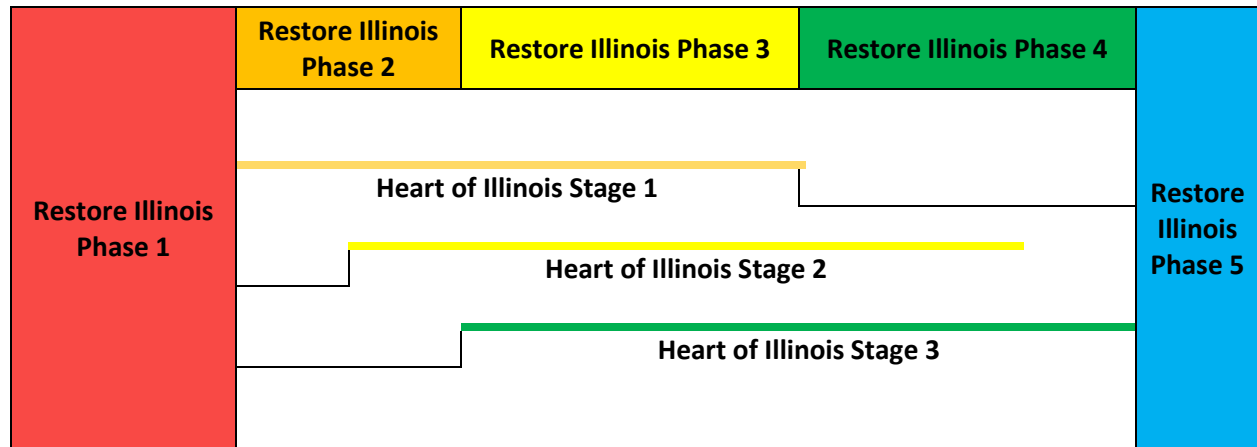 Restore Illinois
Phase 1
Restore Illinois
Phase 2
Restore Illinois Phase 3
Restore Illinois Phase 4
Restore
Illinois
Phase 5
Heart of Illinois Stage 1
Heart of Illinois Stage 2
Heart of Illinois Stage 3